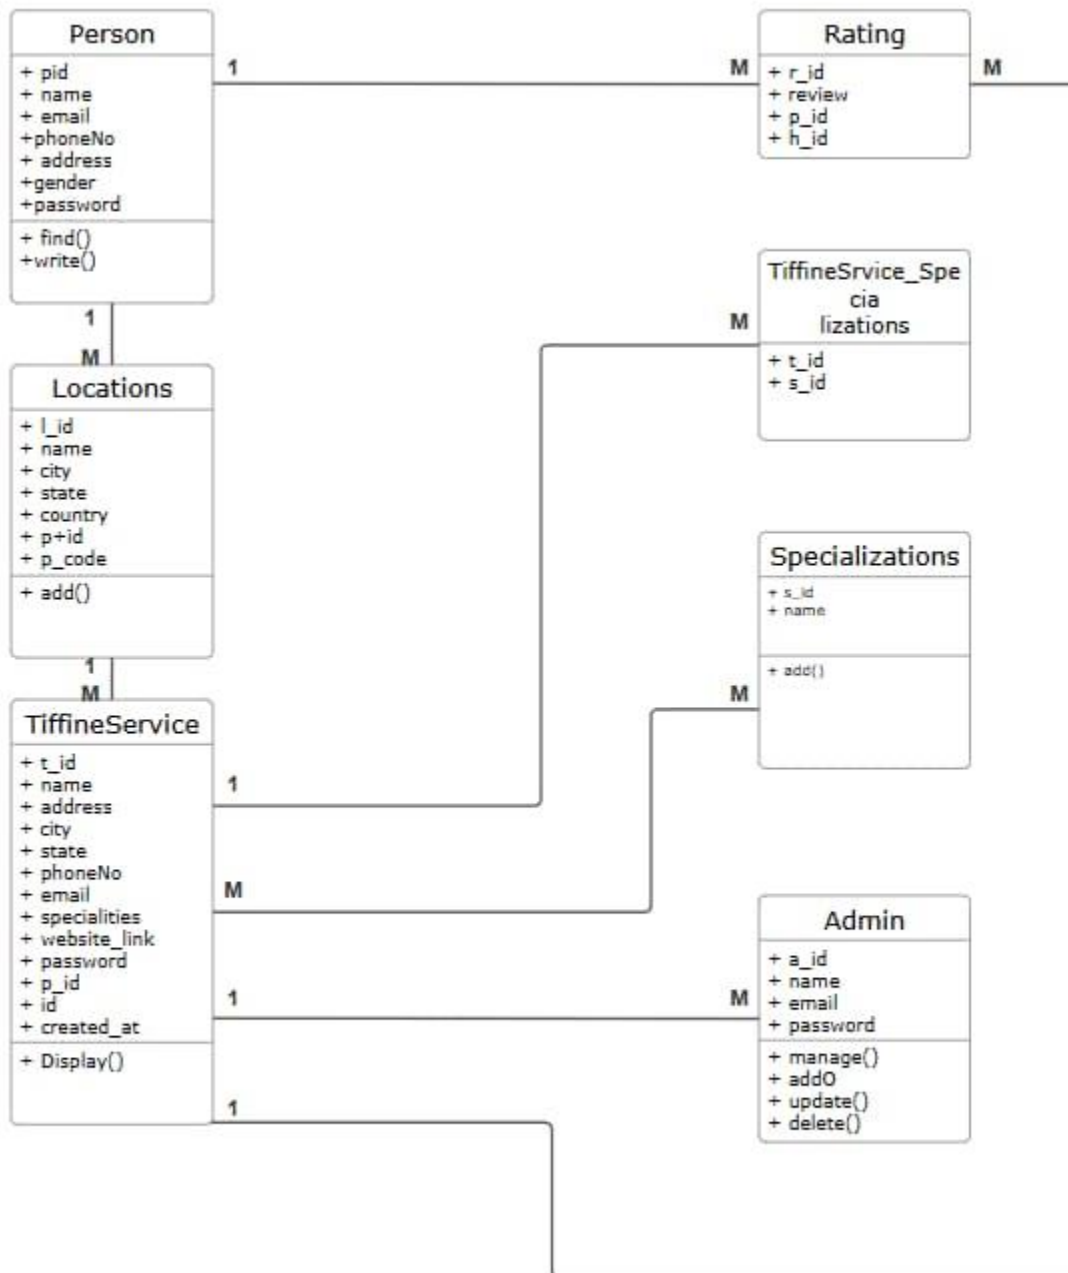 Person
+ pid
+ name
+ email
+phoneNo
+ address
+gender
+password
+ find()
+write()
1
M
Rating
+ r_id
+ review
+ p_id
+ h_id
M
1
M
Locations
+ l_id
+ name
+ city
+ state
+ country
+ p+id
+ p_code
+ add()
TiffineSrvice_Spe
cia
lizations
+ t_id
+ s_id
M
1
M
TiffineService
+ t_id
+ name
+ address
+ city
+ state
+ phoneNo
+ email
+ specialities
+ website_link
+ password
+ p_id
+ id
+ created_at
+ Display()
1
M
1
1
Specializations
+ s_id
+ name
+ add()
M
Admin
+ a_id
+ name
+ email
+ password
+ manage()
+ addO
+ update()
+ delete()
M